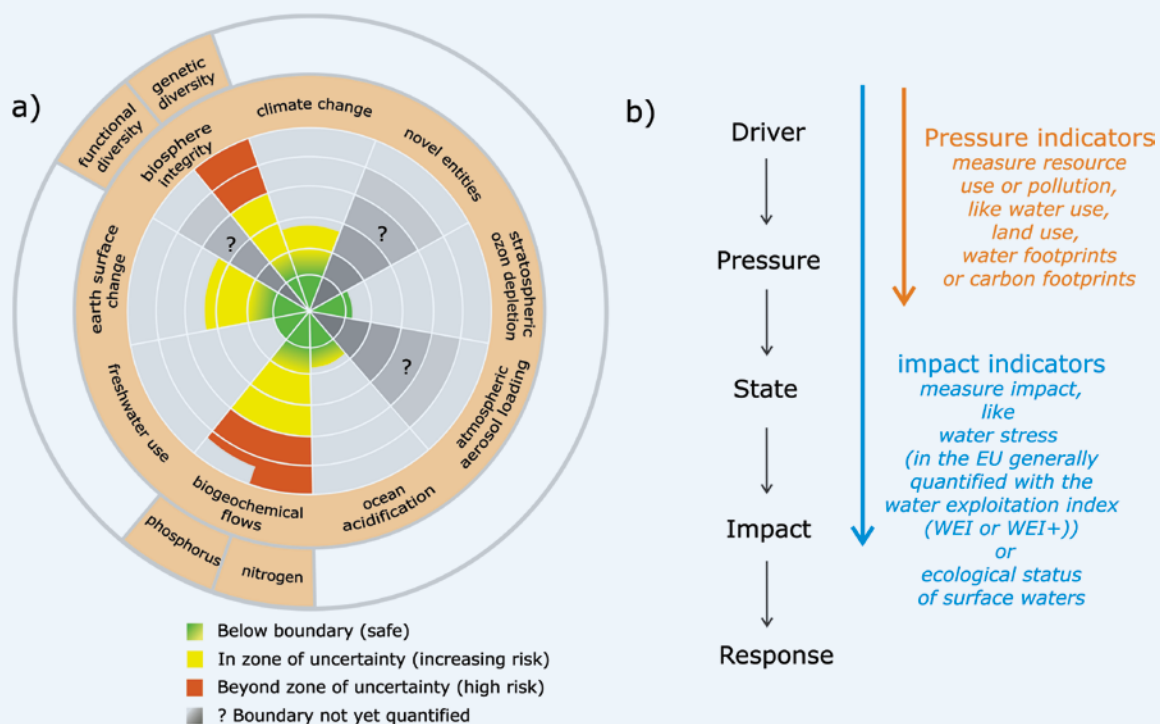 a)
functional
diversity
genetic
diversity
biosphere
integrity
climate change
novel entities
stratospheric
ozon depletion
atmospheric
aerosol loading
ocean
acidification
biogeochemical
flows
freshwater use
earth surface
change
phosphorus
nitrogen
?
?
?
Below boundary (safe)
In zone of uncertainty (increasing risk)
Beyond zone of uncertainty (high risk)
? Boundary not yet quantified
b)
Driver
Pressure
State
Impact
Response
Pressure indicators
measure resource
use or pollution,
like water use,
land use,
water footprints
or carbon footprints
impact indicators
measure impact,
like
water stress
(in the EU generally
quantified with the
water exploitation index
(WEI or WEI+))
or
ecological status
of surface waters